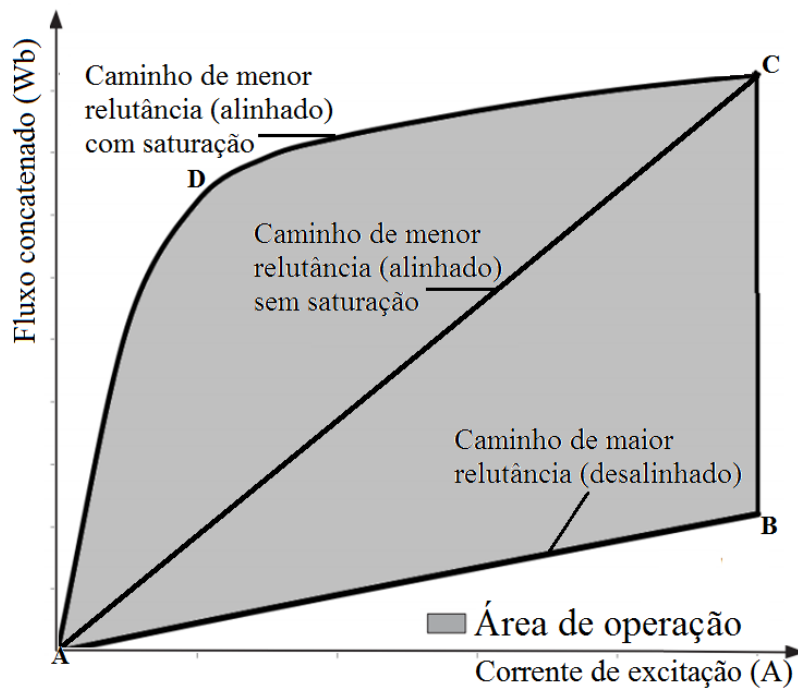 Fluxo concatenado (Wb)
Caminho de menor
relutância (alinhado)
com saturação
C
D
Caminho de menor
relutância (alinhado)
sem saturação
Caminho de maior
relutância (desalinhado)
B
Área de operação
A
Corrente de excitação (A)